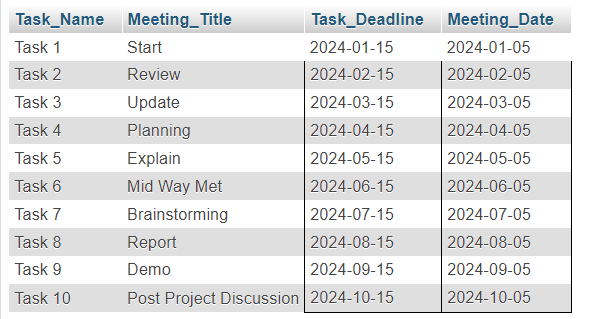 Task_Name Meeting_Title Task_Deadline Meeting_Date
Task 1 Start 2024-01-15 2024-01-05
Task 2 Review 2024-02-15 2024-02-05
Task 3 Update 2024-03-15 2024-03-05
Task 4 Planning 2024-04-15 2024-04-05
Task 5 Explain 2024-05-15 2024-05-05
Task 6 Mid Way Met 2024-06-15 2024-06-05
Task 7 Brainstorming 2024-07-15 2024-07-05
Task 8 Report 2024-08-15 2024-08-05
Task 9 Demo 2024-09-15 2024-09-05
Task 10 Post Project Discussion 2024-10-15 2024-10-05